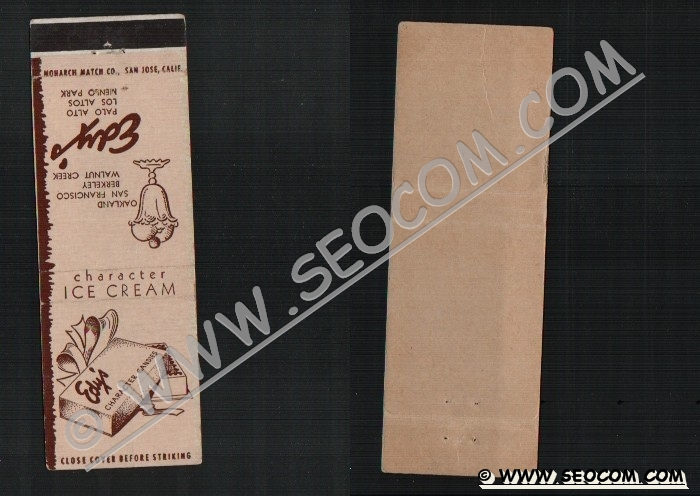 MONARCH MATCH CO., SAN JOSE, CALIF.
PALO ALTO
LOS ALTOS
MENLO PARK
Edy's
OAKLAND
SAN FRANCISCO
BERKELEY
WALNUT CREEK
character
ICE CREAM
Edy's
CHARACTER CANDIES
CLOSE COVER BEFORE STRIKING
© WWW.SEOCOM.COM
© WWW.SEOCOM.COM